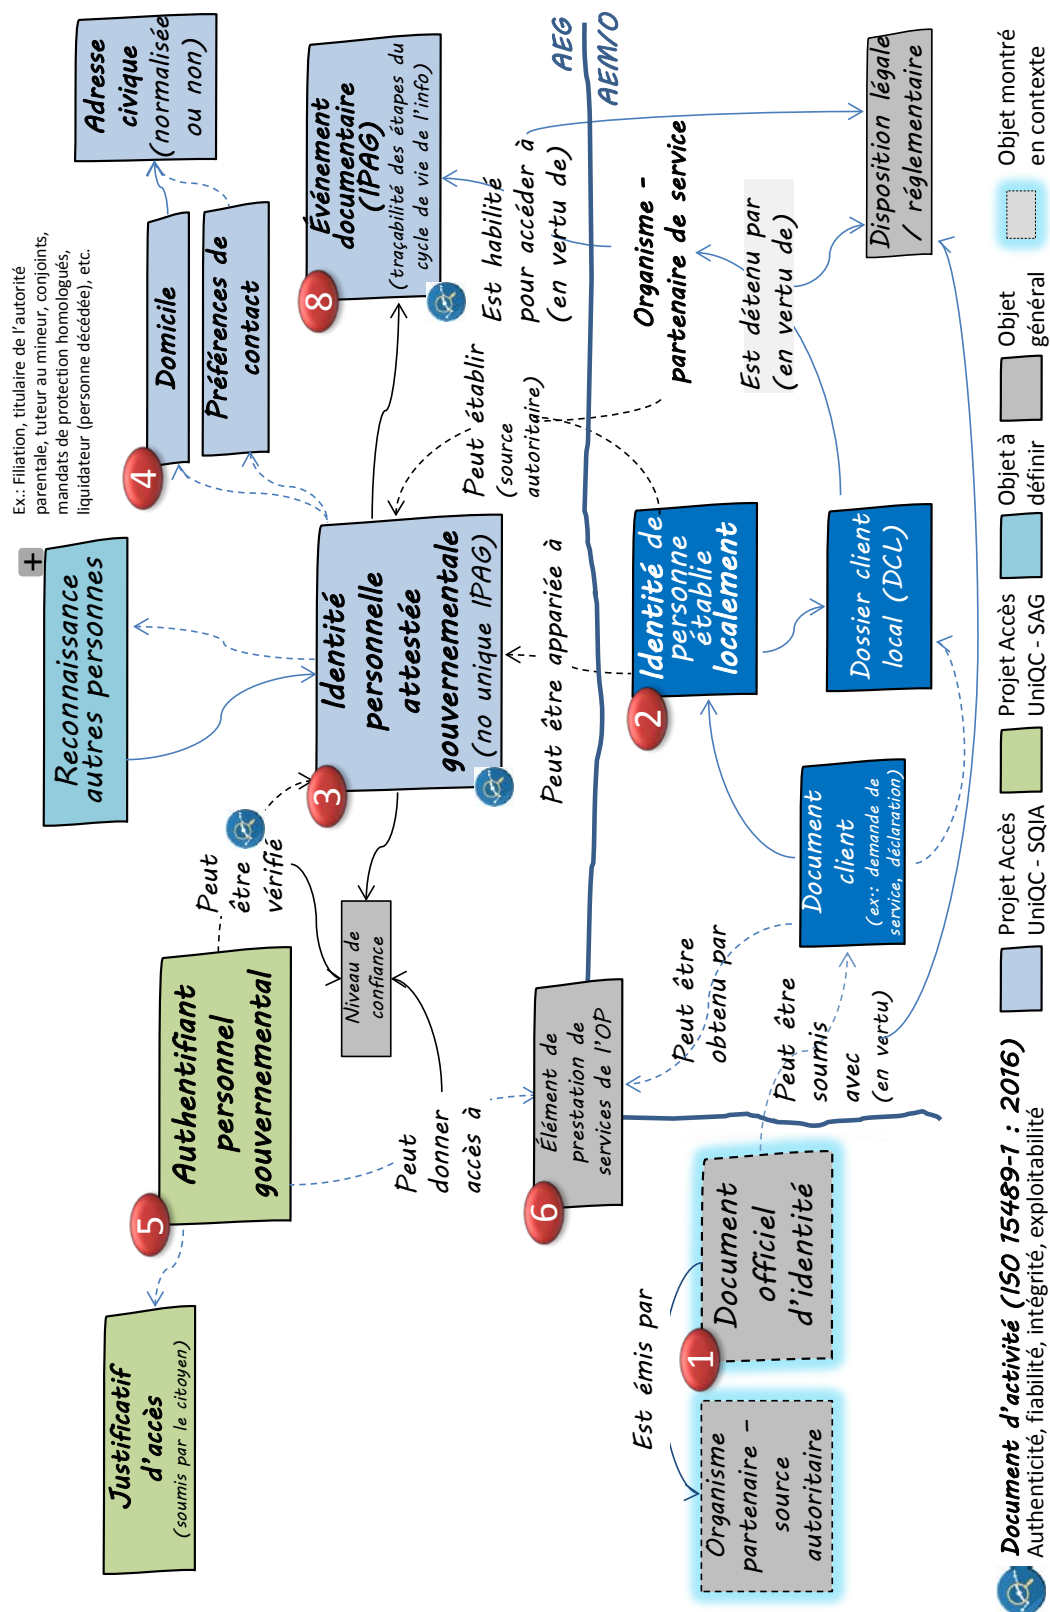 Ex.: Filiation, titulaire de l'autorité
parentale, tuteur au mineur, conjoints,
mandats de protection homologués,
liquidateur (personne décédée), etc.
+
Reconnaissance
autres personnes
Justificatif
d'accès
(soumis par le citoyen)
5
Authentifiant
personnel
gouvernemental
Peut
être
vérifié
3
Identité
personnelle
attestée
gouvernementale
(no unique IPAG)
4
Domicile
Préférences de
contact
Adresse
civique
(normalisée
ou non)
8
Événement
documentaire
(IPAG)
(traçabilité des étapes du
cycle de vie de l'info)
Niveau de
confiance
Peut
donner
accès à
Peut établir
(source
autoritaire)
Est habilité
pour accéder à
(en vertu de)
Peut être appariée à
AEG
AEM/O
6
Élément de
prestation de
services de l'OP
Organisme -
partenaire de service
2
Identité de
personne
établie
localement
Est détenu par
(en vertu de)
Est émis par
1
Document
officiel
d'identité
Organisme
partenaire -
source
autoritaire
Peut être
obtenu par
Peut être
soumis
avec
(en vertu)
Document
client
(ex.: demande de
service, déclaration)
Dossier client
local (DCL)
Disposition légale
/ réglementaire
Document d'activité (ISO 15489-1 : 2016)
Authenticité, fiabilité, intégrité, exploitabilité
Projet Accès
UniQC - SQIA
Projet Accès
UniQC - SAG
Objet à
définir
Objet
général
Objet montré
en contexte